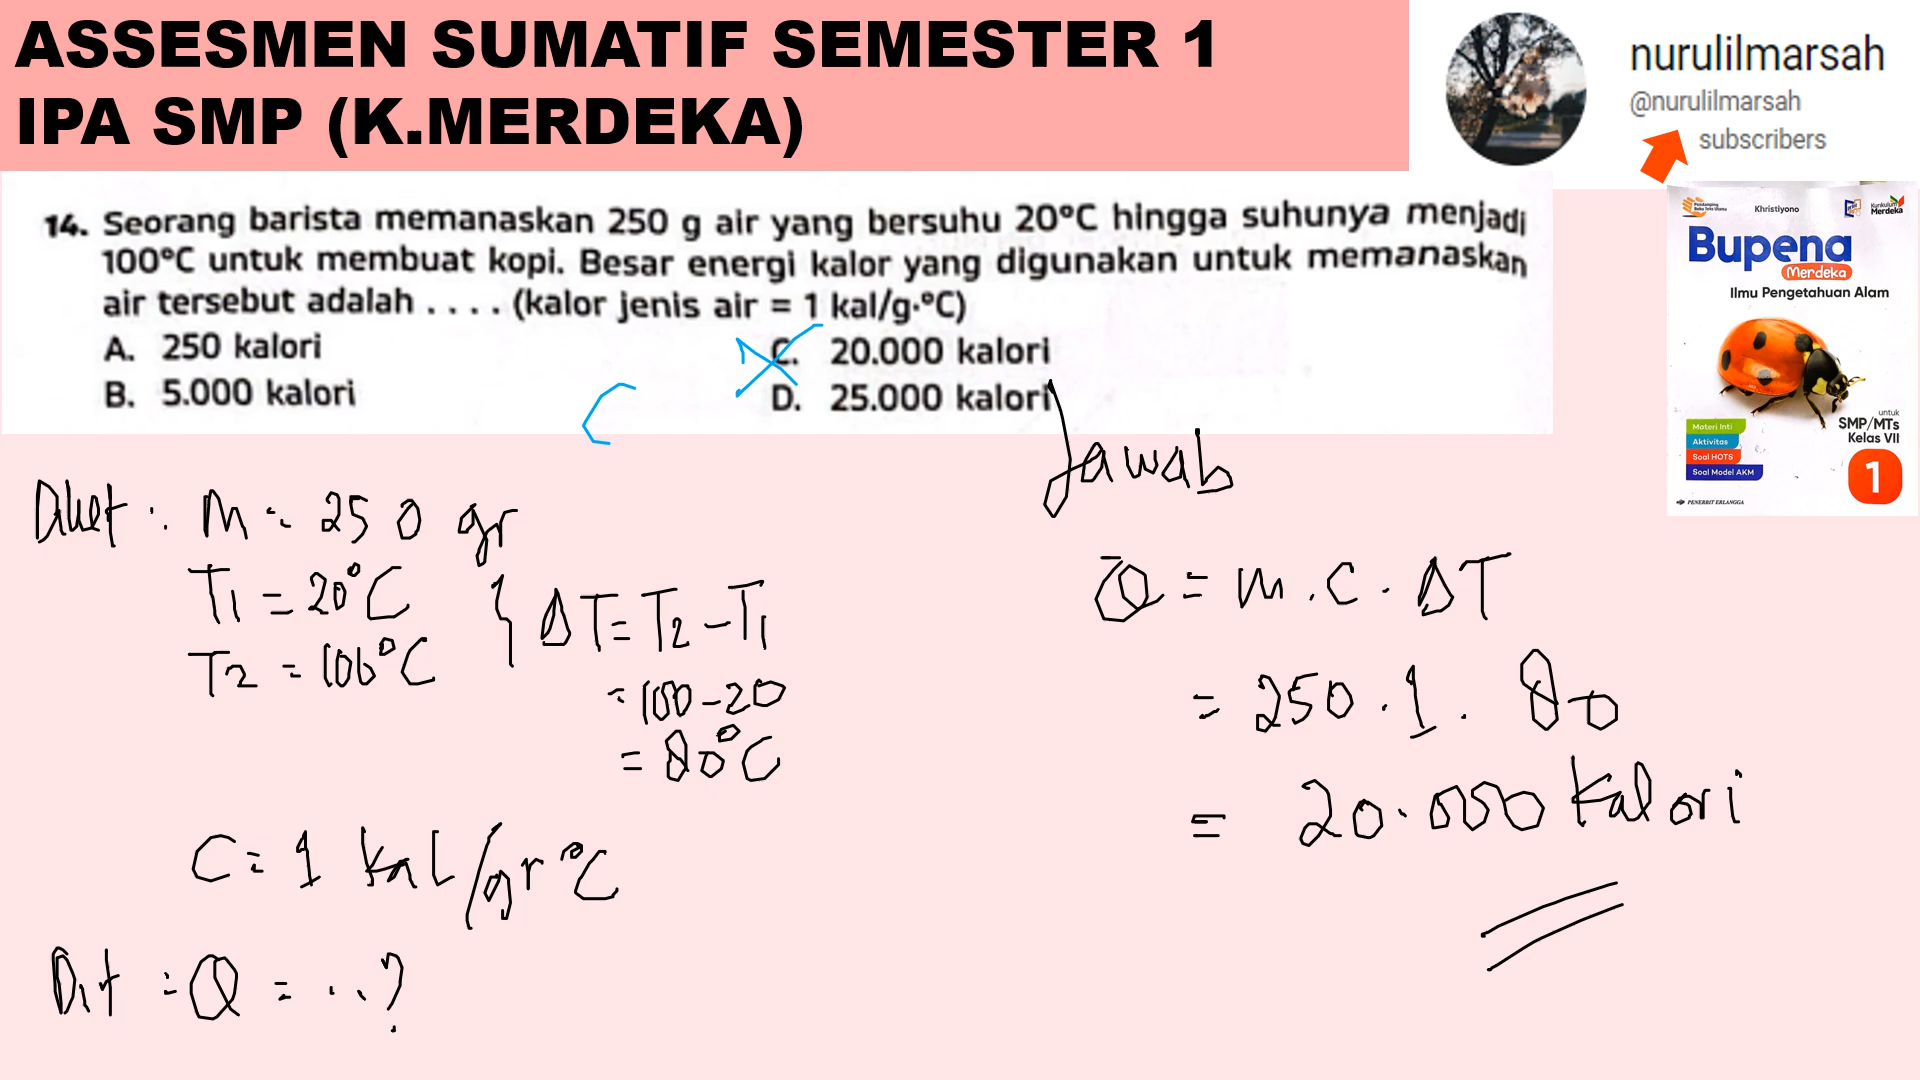 ASSESMEN SUMATIF SEMESTER 1
IPA SMP (K.MERDEKA)
nurulilmarsah
@nurulilmarsah
subscribers
14. Seorang barista memanaskan 250 g air yang bersuhu 20°C hingga suhunya menjadi
100°C untuk membuat kopi. Besar energi kalor yang digunakan untuk memanaskan
air tersebut adalah . . . . (kalor jenis air = 1 kal/g·°C)
A. 250 kalori
B. 5.000 kalori
C. 20.000 kalori
D. 25.000 kalori
C
Khristiyono
Kurikulum
Merdeka
Bupena
Merdeka
Ilmu Pengetahuan Alam
untuk
SMP/MTs
Kelas VII
Materi Inti
Aktivitas
Soal HOTS
Soal Model AKM
1
PENERBIT ERLANGGA
Diket : m = 250 gr
T1 = 20°C
T2 = 100°C
ΔT = T2 - T1
= 100 - 20
= 80°C
C = 1 kal/gr°C
Dit : Q = ...?
Jawab
Q = m . C . ΔT
= 250 . 1 . 80
= 20.000 kalori